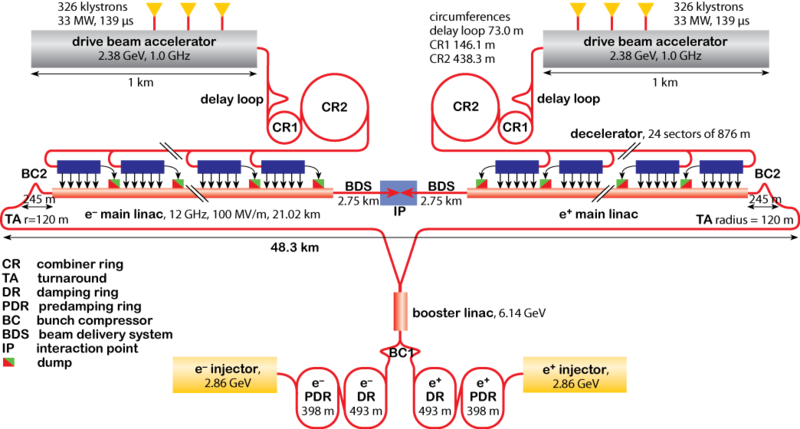 326 klystrons
33 MW, 139 µs
drive beam accelerator
2.38 GeV, 1.0 GHz
1 km
delay loop
CR1
CR2
circumferences
delay loop 73.0 m
CR1 146.1 m
CR2 438.3 m
326 klystrons
33 MW, 139 µs
drive beam accelerator
2.38 GeV, 1.0 GHz
1 km
delay loop
CR2
CR1
decelerator, 24 sectors of 876 m
BC2
245 m
TA r=120 m
e– main linac, 12 GHz, 100 MV/m, 21.02 km
BDS
2.75 km
IP
BDS
2.75 km
e+ main linac
BC2
245 m
TA radius = 120 m
48.3 km
CR combiner ring
TA turnaround
DR damping ring
PDR predamping ring
BC bunch compressor
BDS beam delivery system
IP interaction point
dump
booster linac, 6.14 GeV
BC1
e– injector,
2.86 GeV
e–
PDR
398 m
e–
DR
493 m
e+
DR
493 m
e+
PDR
398 m
e+ injector,
2.86 GeV